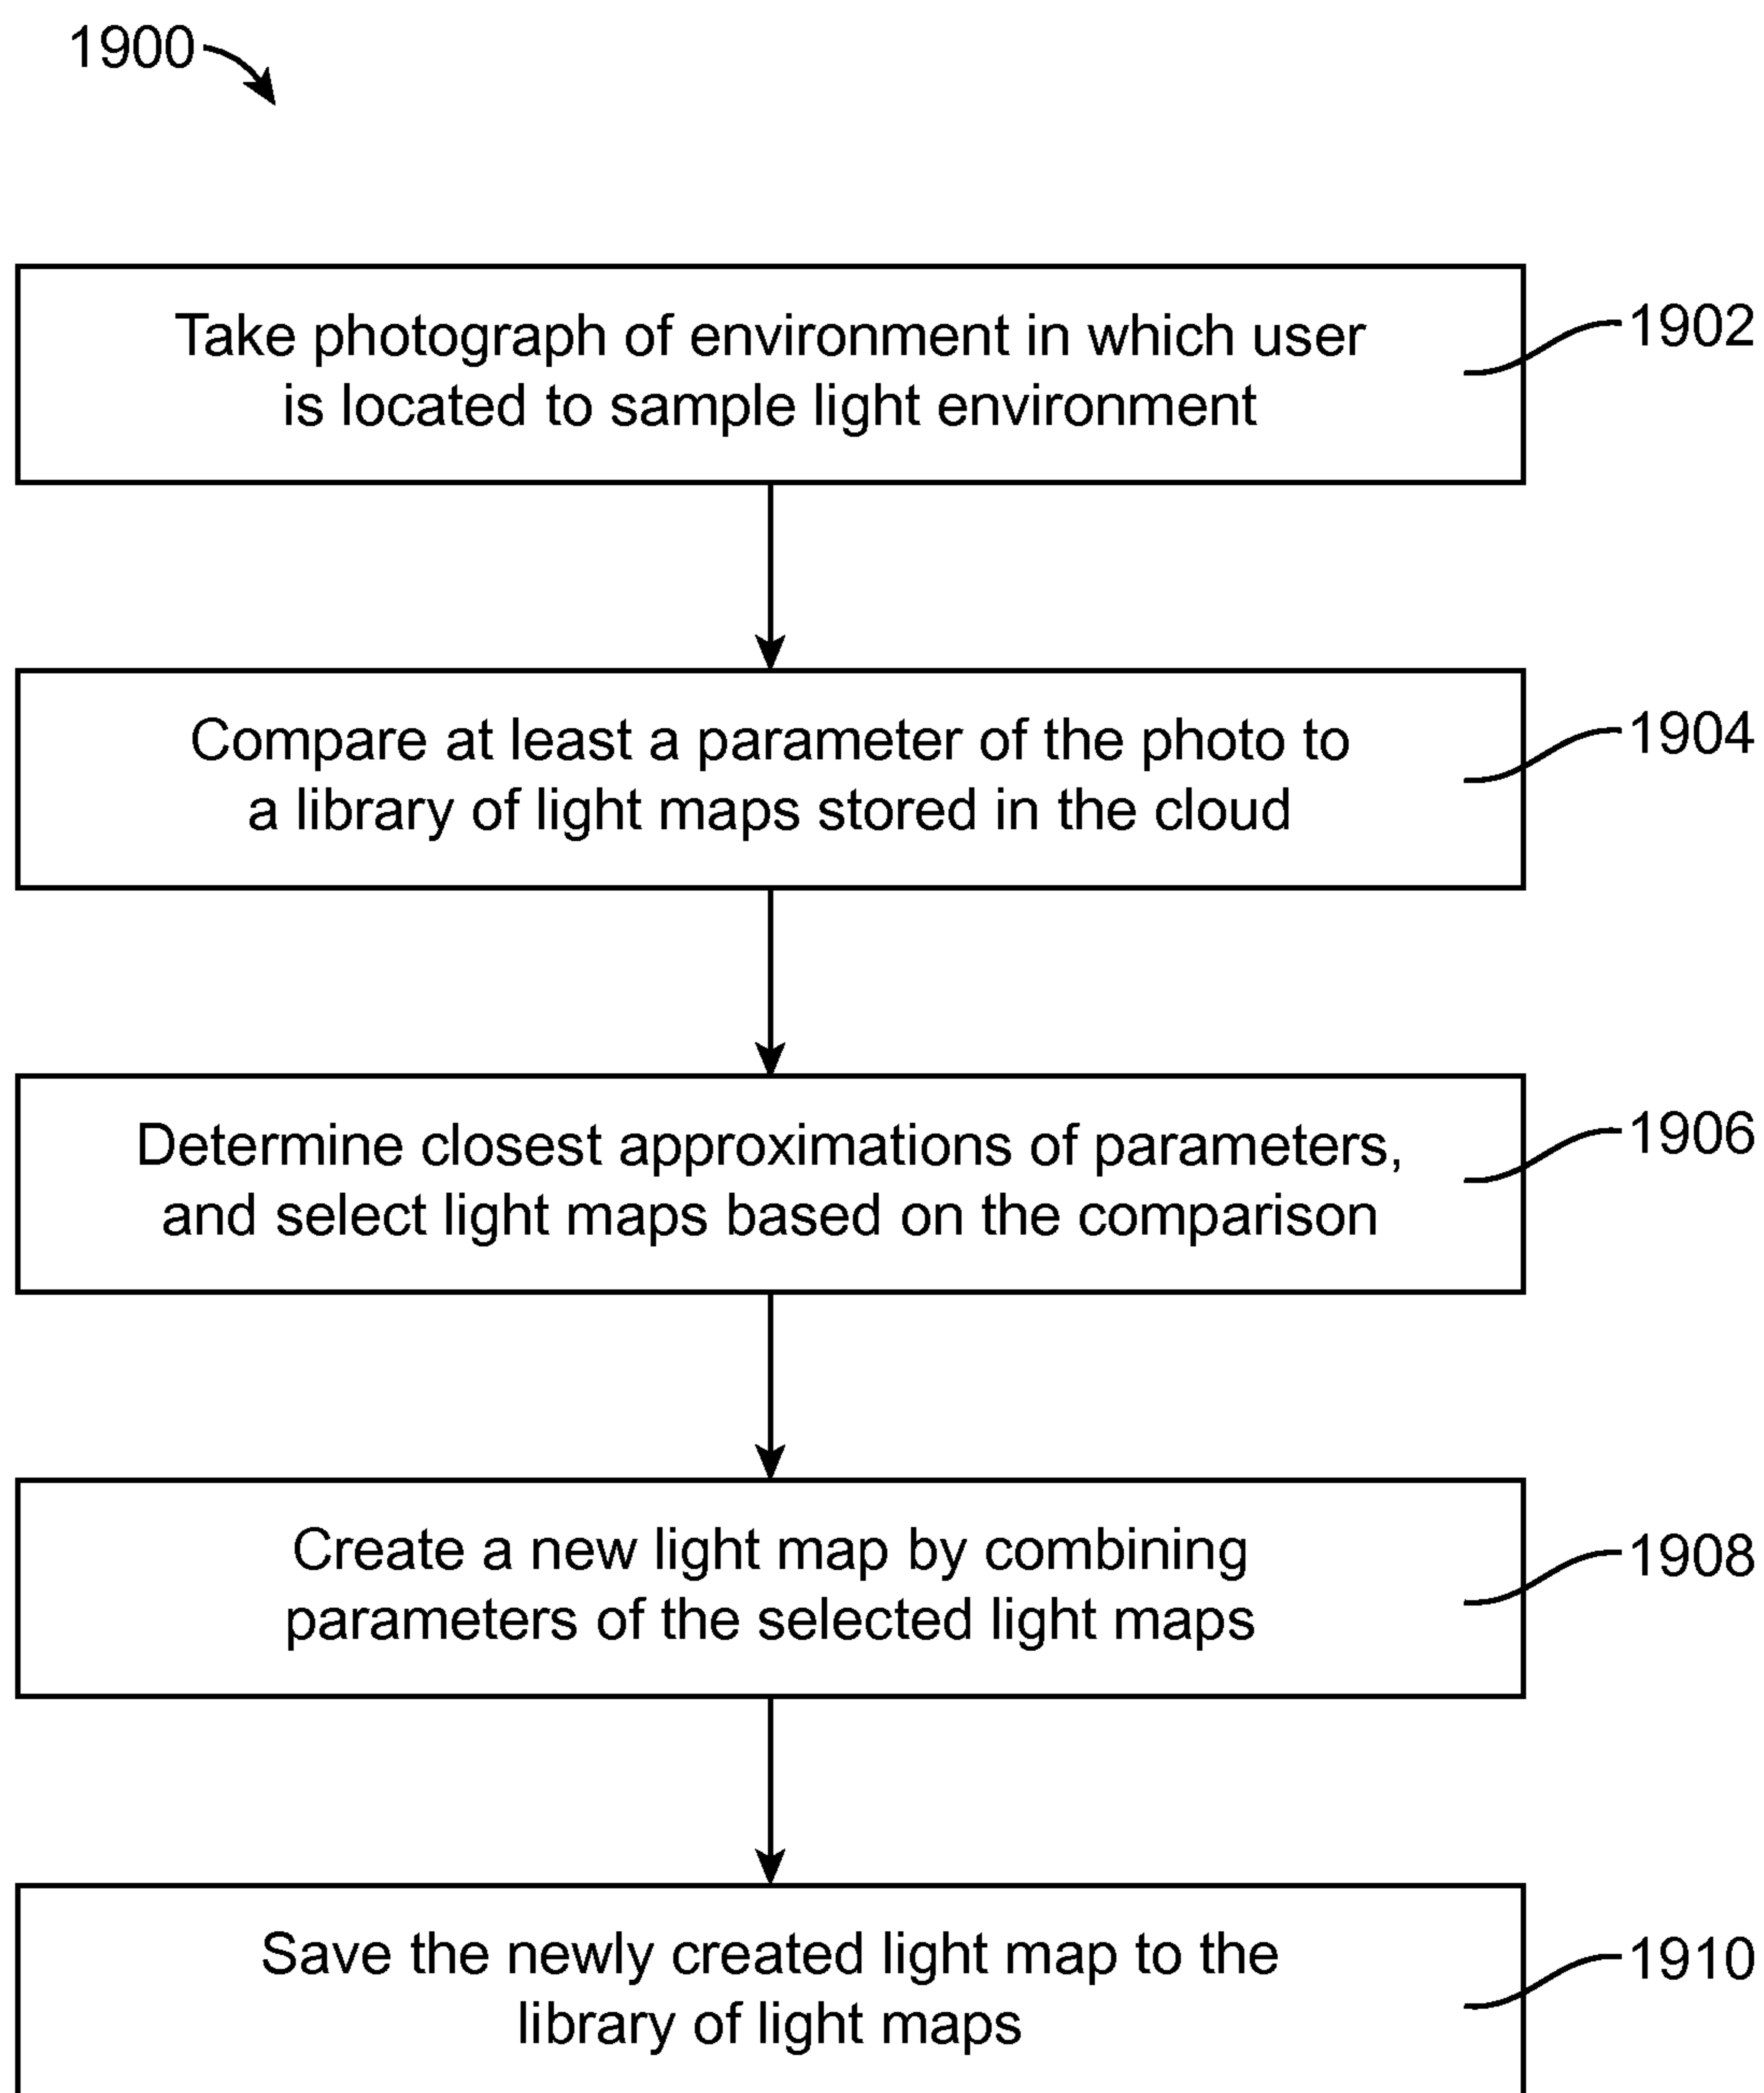 1900
Take photograph of environment in which user
is located to sample light environment
1902
Compare at least a parameter of the photo to
a library of light maps stored in the cloud
1904
Determine closest approximations of parameters,
and select light maps based on the comparison
1906
Create a new light map by combining
parameters of the selected light maps
1908
Save the newly created light map to the
library of light maps
1910